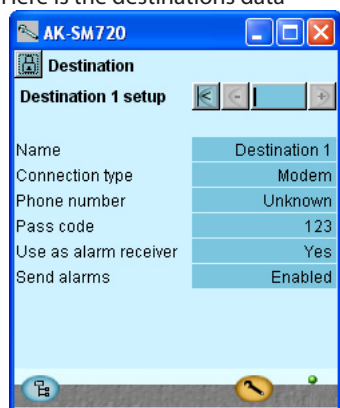 Here is the destinations data
AK-SM720
Destination
Destination 1 setup
Name Destination 1
Connection type Modem
Phone number Unknown
Pass code 123
Use as alarm receiver Yes
Send alarms Enabled